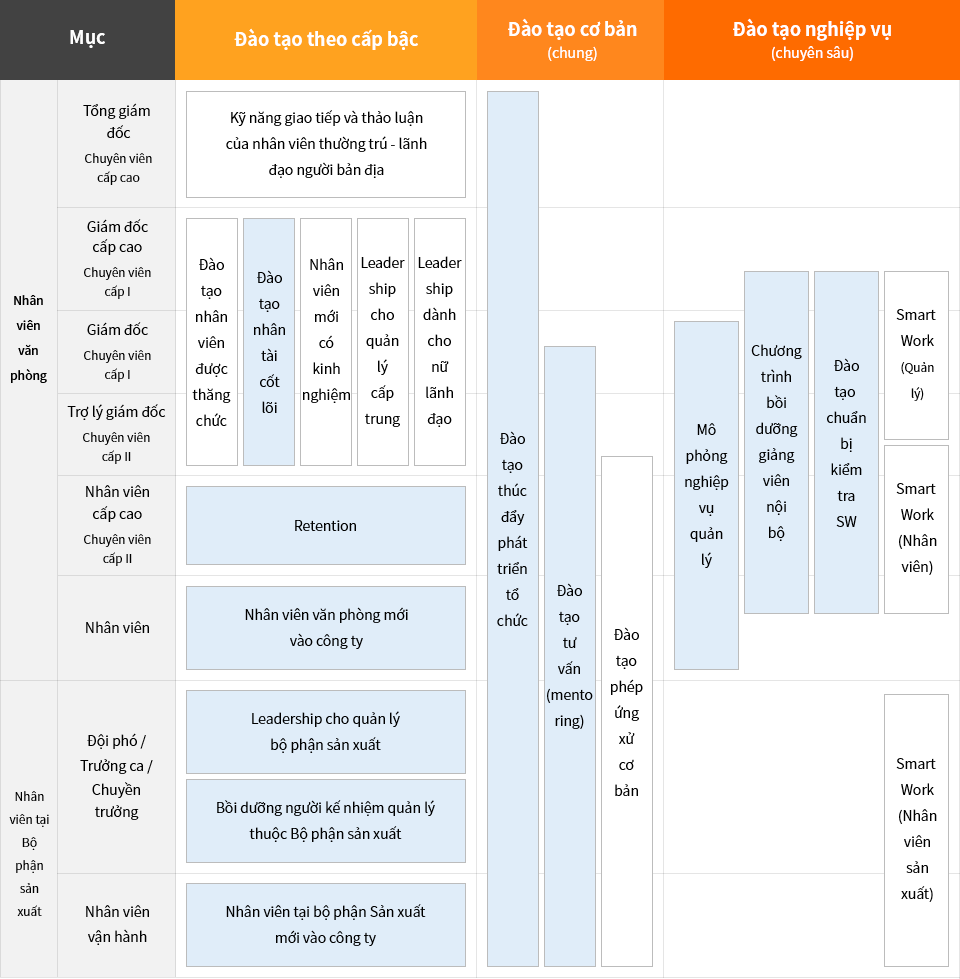 Mục
Đào tạo theo cấp bậc
Đào tạo cơ bản
(chung)
Đào tạo nghiệp vụ
(chuyên sâu)
Nhân
viên
văn
phòng
Tổng giám
đốc
Chuyên viên
cấp cao
Giám đốc
cấp cao
Chuyên viên
cấp I
Giám đốc
Chuyên viên
cấp I
Trợ lý giám đốc
Chuyên viên
cấp II
Nhân viên
cấp cao
Chuyên viên
cấp II
Nhân viên
Nhân
viên tại
Bộ
phận
sản
xuất
Đội phó /
Trưởng ca /
Chuyền
trưởng
Nhân viên
vận hành
Kỹ năng giao tiếp và thảo luận
của nhân viên thường trú - lãnh
đạo người bản địa
Đào
tạo
nhân
viên
được
thăng
chức
Đào
tạo
nhân
tài
cốt
lõi
Nhân
viên
mới
có
kinh
nghiệm
Leader
ship
cho
quản
lý
cấp
trung
Leader
ship
dành
cho
nữ
lãnh
đạo
Retention
Nhân viên văn phòng mới
vào công ty
Leadership cho quản lý
bộ phận sản xuất
Bồi dưỡng người kế nhiệm quản lý
thuộc Bộ phận sản xuất
Nhân viên tại bộ phận Sản xuất
mới vào công ty
Đào
tạo
thúc
đẩy
phát
triển
tổ
chức
Đào
tạo
tư
vấn
(mento
ring)
Đào
tạo
phép
ứng
xử
cơ
bản
Mô
phỏng
nghiệp
vụ
quản
lý
Chương
trình
bồi
dưỡng
giảng
viên
nội
bộ
Đào
tạo
chuẩn
bị
kiểm
tra
SW
Smart
Work
(Quản
lý)
Smart
Work
(Nhân
viên)
Smart
Work
(Nhân
viên
sản
xuất)